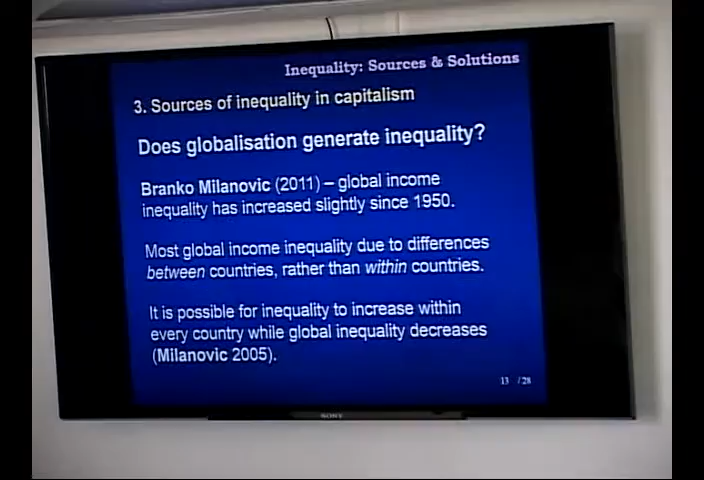 Inequality: Sources & Solutions
3. Sources of inequality in capitalism
Does globalisation generate inequality?
Branko Milanovic (2011) – global income
inequality has increased slightly since 1950.
Most global income inequality due to differences
between countries, rather than within countries.
It is possible for inequality to increase within
every country while global inequality decreases
(Milanovic 2005).
13 / 28
SONY